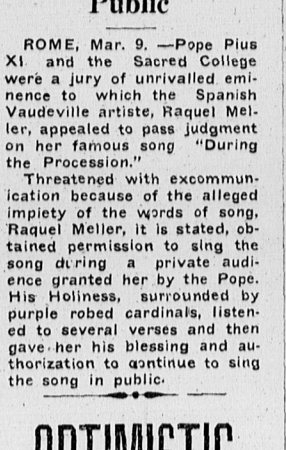 Public
ROME, Mar. 9. —Pope Pius
XI. and the Sacred College
were a jury of unrivalled emi-
nence to which the Spanish
Vaudeville artiste, Raquel Mel-
ler, appealed to pass judgment
on her famous song "During
the Procession."
Threatened with excommun-
ication because of the alleged
impiety of the words of song,
Raquel Meller, it is stated, ob-
tained permission to sing the
song during a private audi-
ence granted her by the Pope.
His Holiness, surrounded by
purple robed cardinals, listen-
ed to several verses and then
gave her his blessing and au-
thorization to continue to sing
the song in public.
OPTIMISTIC